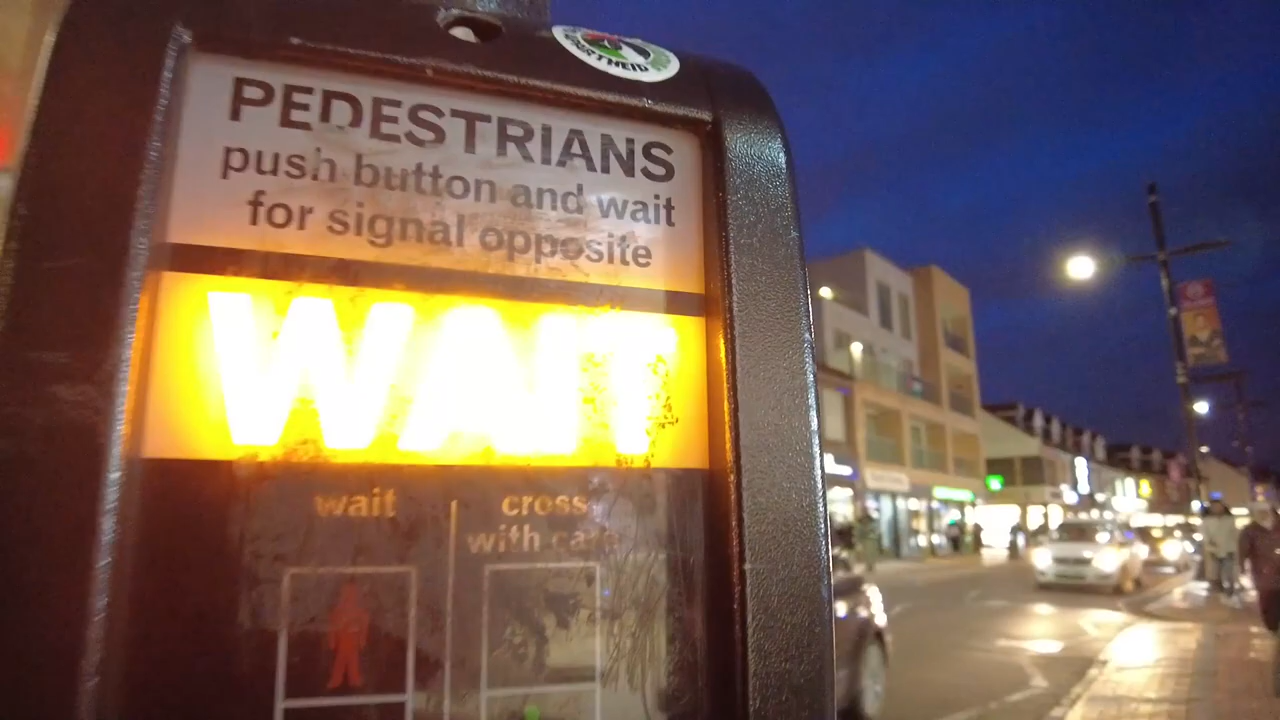 PEDESTRIANS
push button and wait
for signal opposite
WAIT
wait
cross
with care